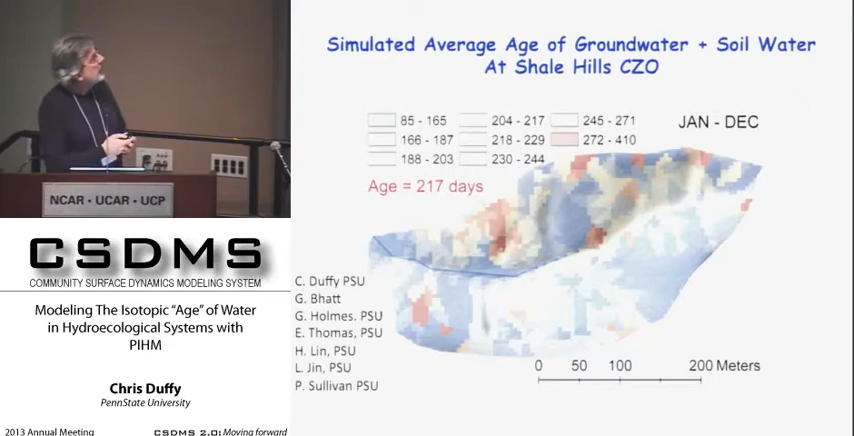 NCAR • UCAR • UCP
CSDMS
COMMUNITY SURFACE DYNAMICS MODELING SYSTEM
Modeling The Isotopic “Age” of Water
in Hydroecological Systems with
PIHM
Chris Duffy
PennState University
2013 Annual Meeting
CSDMS 2.0: Moving forward
Simulated Average Age of Groundwater + Soil Water
At Shale Hills CZO
85 - 165
204 - 217
245 - 271
JAN - DEC
166 - 187
218 - 229
272 - 410
188 - 203
230 - 244
Age = 217 days
C. Duffy PSU
G. Bhatt
G. Holmes. PSU
E. Thomas, PSU
H. Lin, PSU
L. Jin, PSU
P. Sullivan PSU
0 50 100 200 Meters